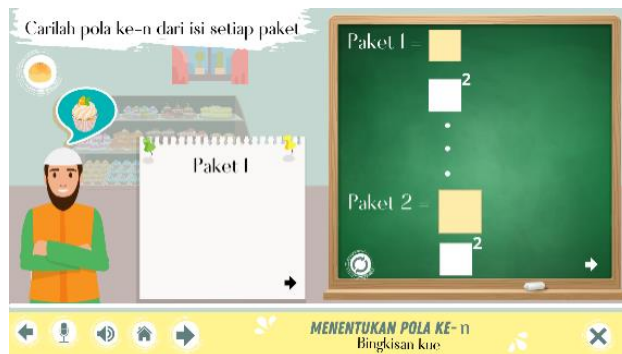 Carilah pola ke-n dari isi setiap paket
Paket 1
Paket 1 =
2
Paket 2 =
2
MENENTUKAN POLA KE- n
Bingkisan kue